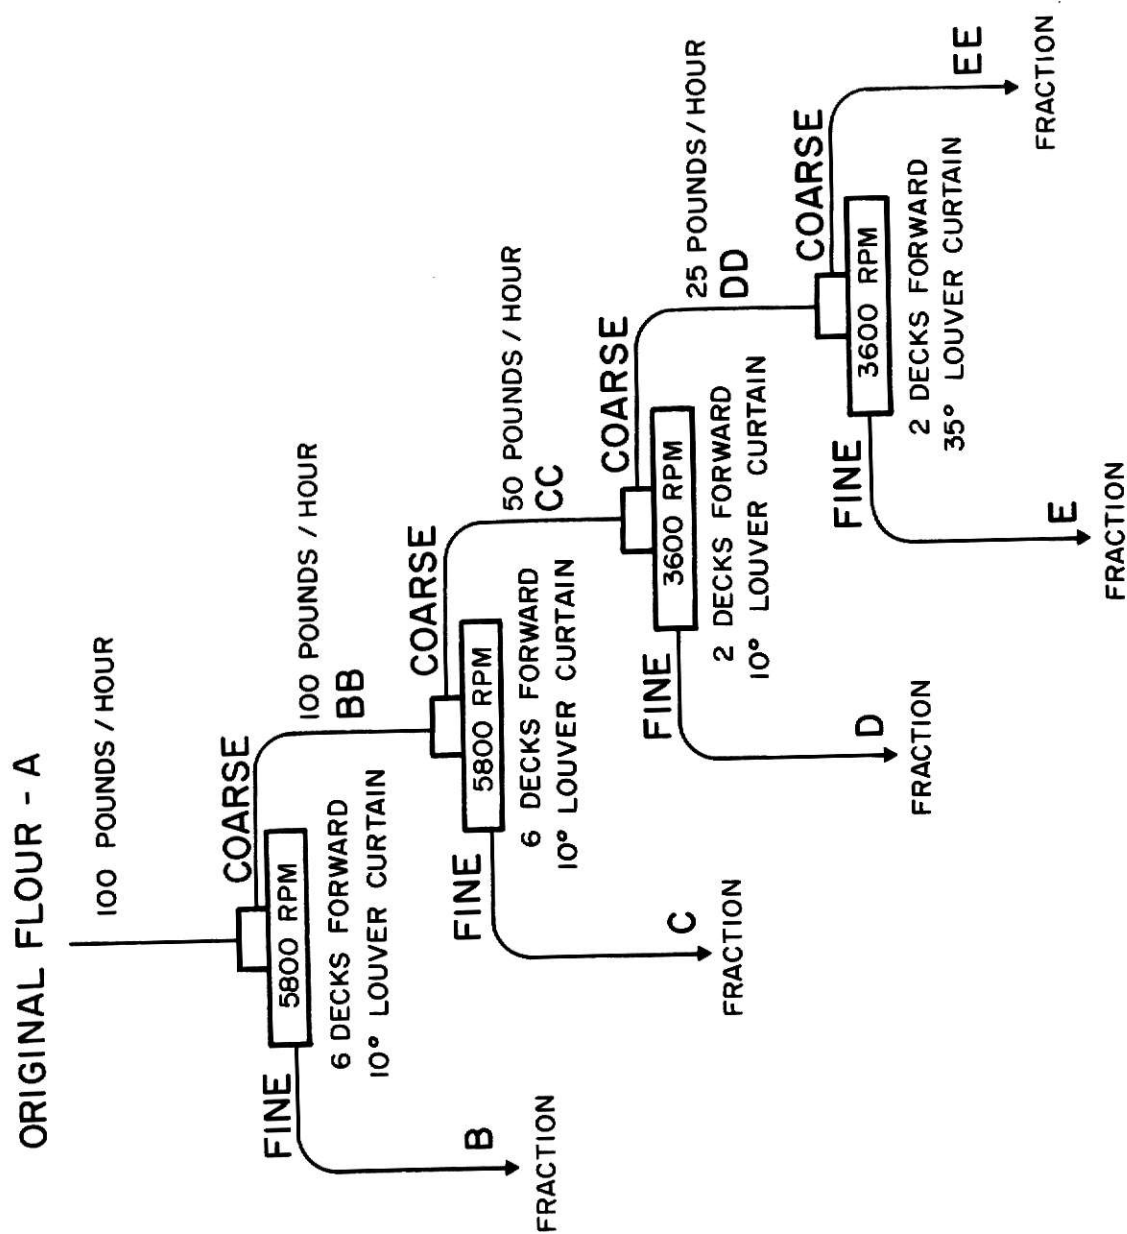 ORIGINAL FLOUR - A
100 POUNDS / HOUR
COARSE
5800 RPM
FINE
6 DECKS FORWARD
10° LOUVER CURTAIN
B
FRACTION
100 POUNDS / HOUR
BB
COARSE
5800 RPM
FINE
6 DECKS FORWARD
10° LOUVER CURTAIN
C
FRACTION
50 POUNDS / HOUR
CC
COARSE
3600 RPM
FINE
2 DECKS FORWARD
10° LOUVER CURTAIN
D
FRACTION
25 POUNDS / HOUR
DD
COARSE
3600 RPM
FINE
2 DECKS FORWARD
35° LOUVER CURTAIN
E
FRACTION
EE
FRACTION